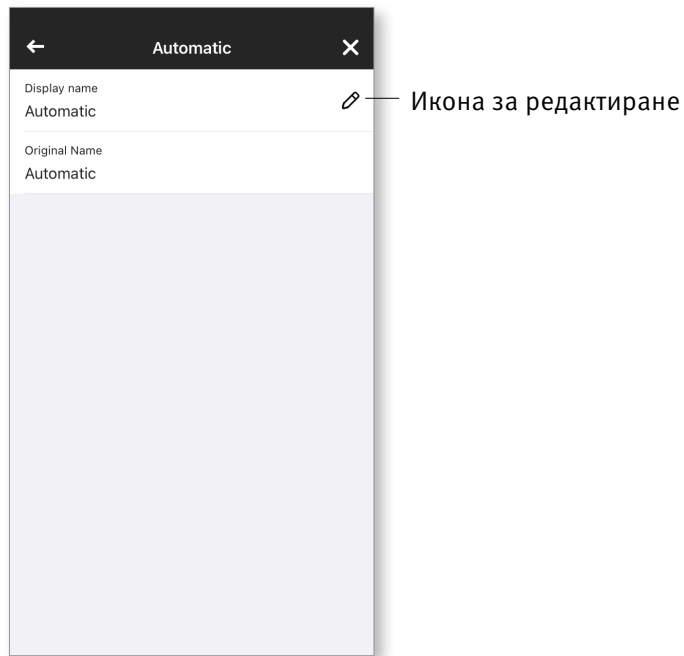 Automatic
Display name
Automatic
Икона за редактиране
Original Name
Automatic